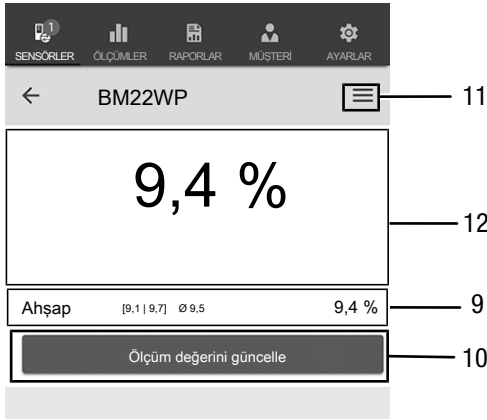 1
SENSÖRLER ÖLÇÜMLER RAPORLAR MÜŞTERİ AYARLAR
BM22WP
11
9,4 %
12
Ahşap [9,1 | 9,7] Ø 9,5 9,4 %
9
Ölçüm değerini güncelle
10